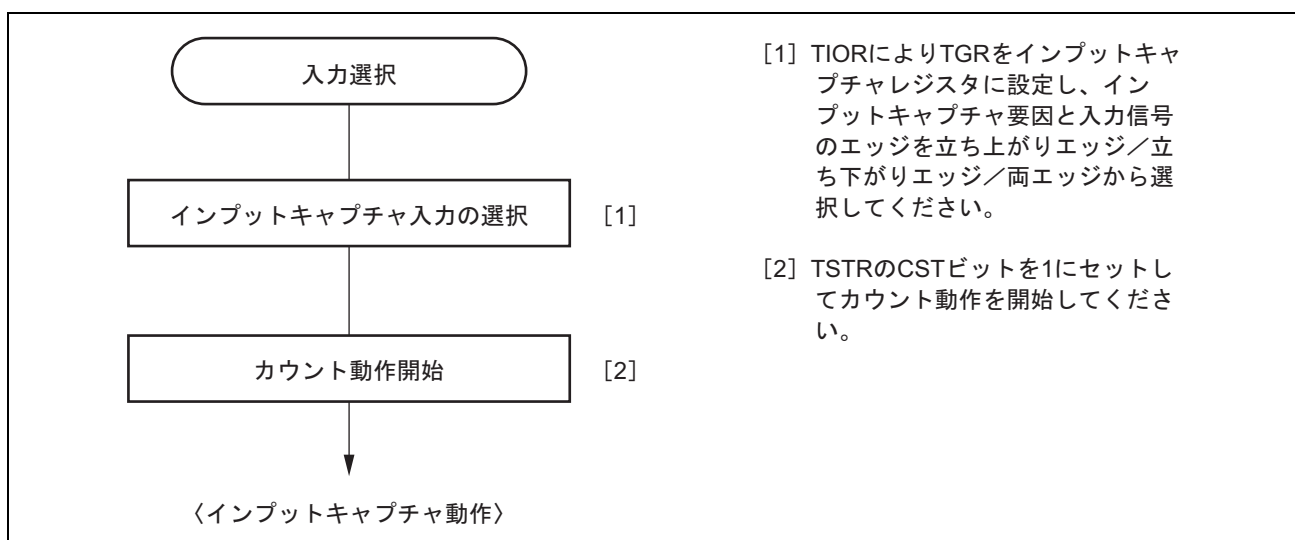 入力選択
インプットキャプチャ入力の選択 [1]
カウント動作開始 [2]
〈インプットキャプチャ動作〉
[1] TIORによりTGRをインプットキャ
プチャレジスタに設定し、イン
プットキャプチャ要因と入力信号
のエッジを立ち上がりエッジ／立
ち下がりエッジ／両エッジから選
択してください。
[2] TSTRのCSTビットを1にセットし
てカウント動作を開始してくださ
い。